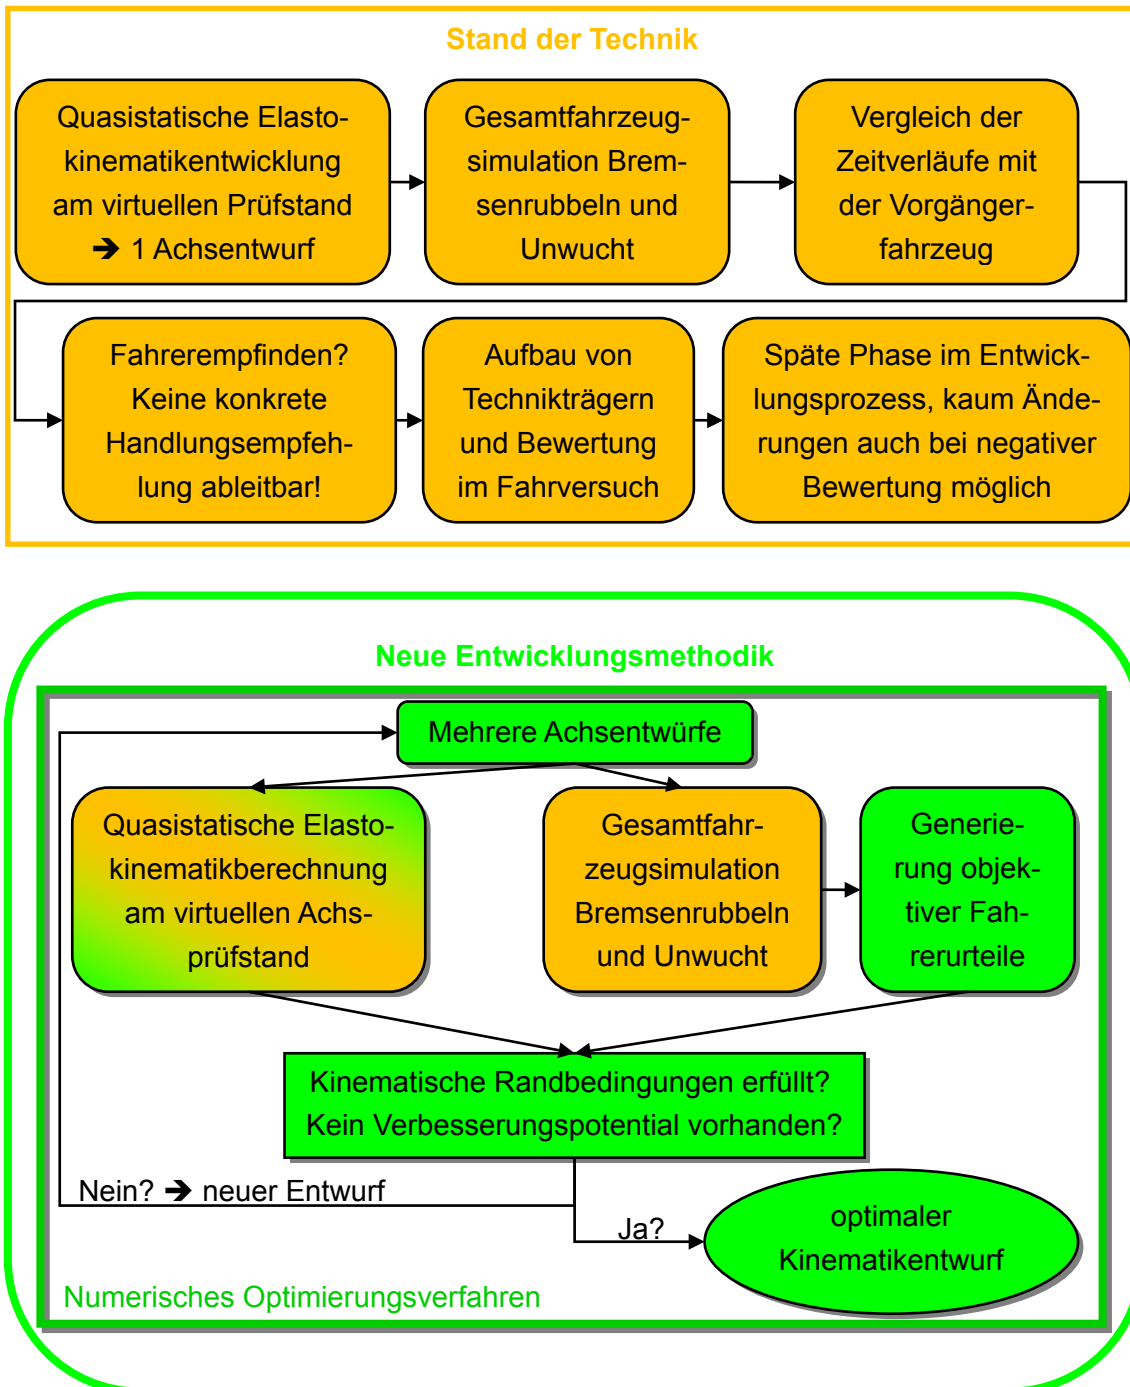 Stand der Technik
Quasistatische Elasto-
kinematikentwicklung
am virtuellen Prüfstand
➔ 1 Achsentwurf
Gesamtfahrzeug-
simulation Brem-
senrubbeln und
Unwucht
Vergleich der
Zeitverläufe mit
der Vorgänger-
fahrzeug
Fahrerempfinden?
Keine konkrete
Handlungsempfeh-
lung ableitbar!
Aufbau von
Technikträgern
und Bewertung
im Fahrversuch
Späte Phase im Entwick-
lungsprozess, kaum Ände-
rungen auch bei negativer
Bewertung möglich
Neue Entwicklungsmethodik
Mehrere Achsentwürfe
Quasistatische Elasto-
kinematikberechnung
am virtuellen Achs-
prüfstand
Gesamtfahr-
zeugsimulation
Bremsenrubbeln
und Unwucht
Generie-
rung objek-
tiver Fah-
rerurteile
Kinematische Randbedingungen erfüllt?
Kein Verbesserungspotential vorhanden?
Nein? ➔ neuer Entwurf
Ja?
optimaler
Kinematikentwurf
Numerisches Optimierungsverfahren